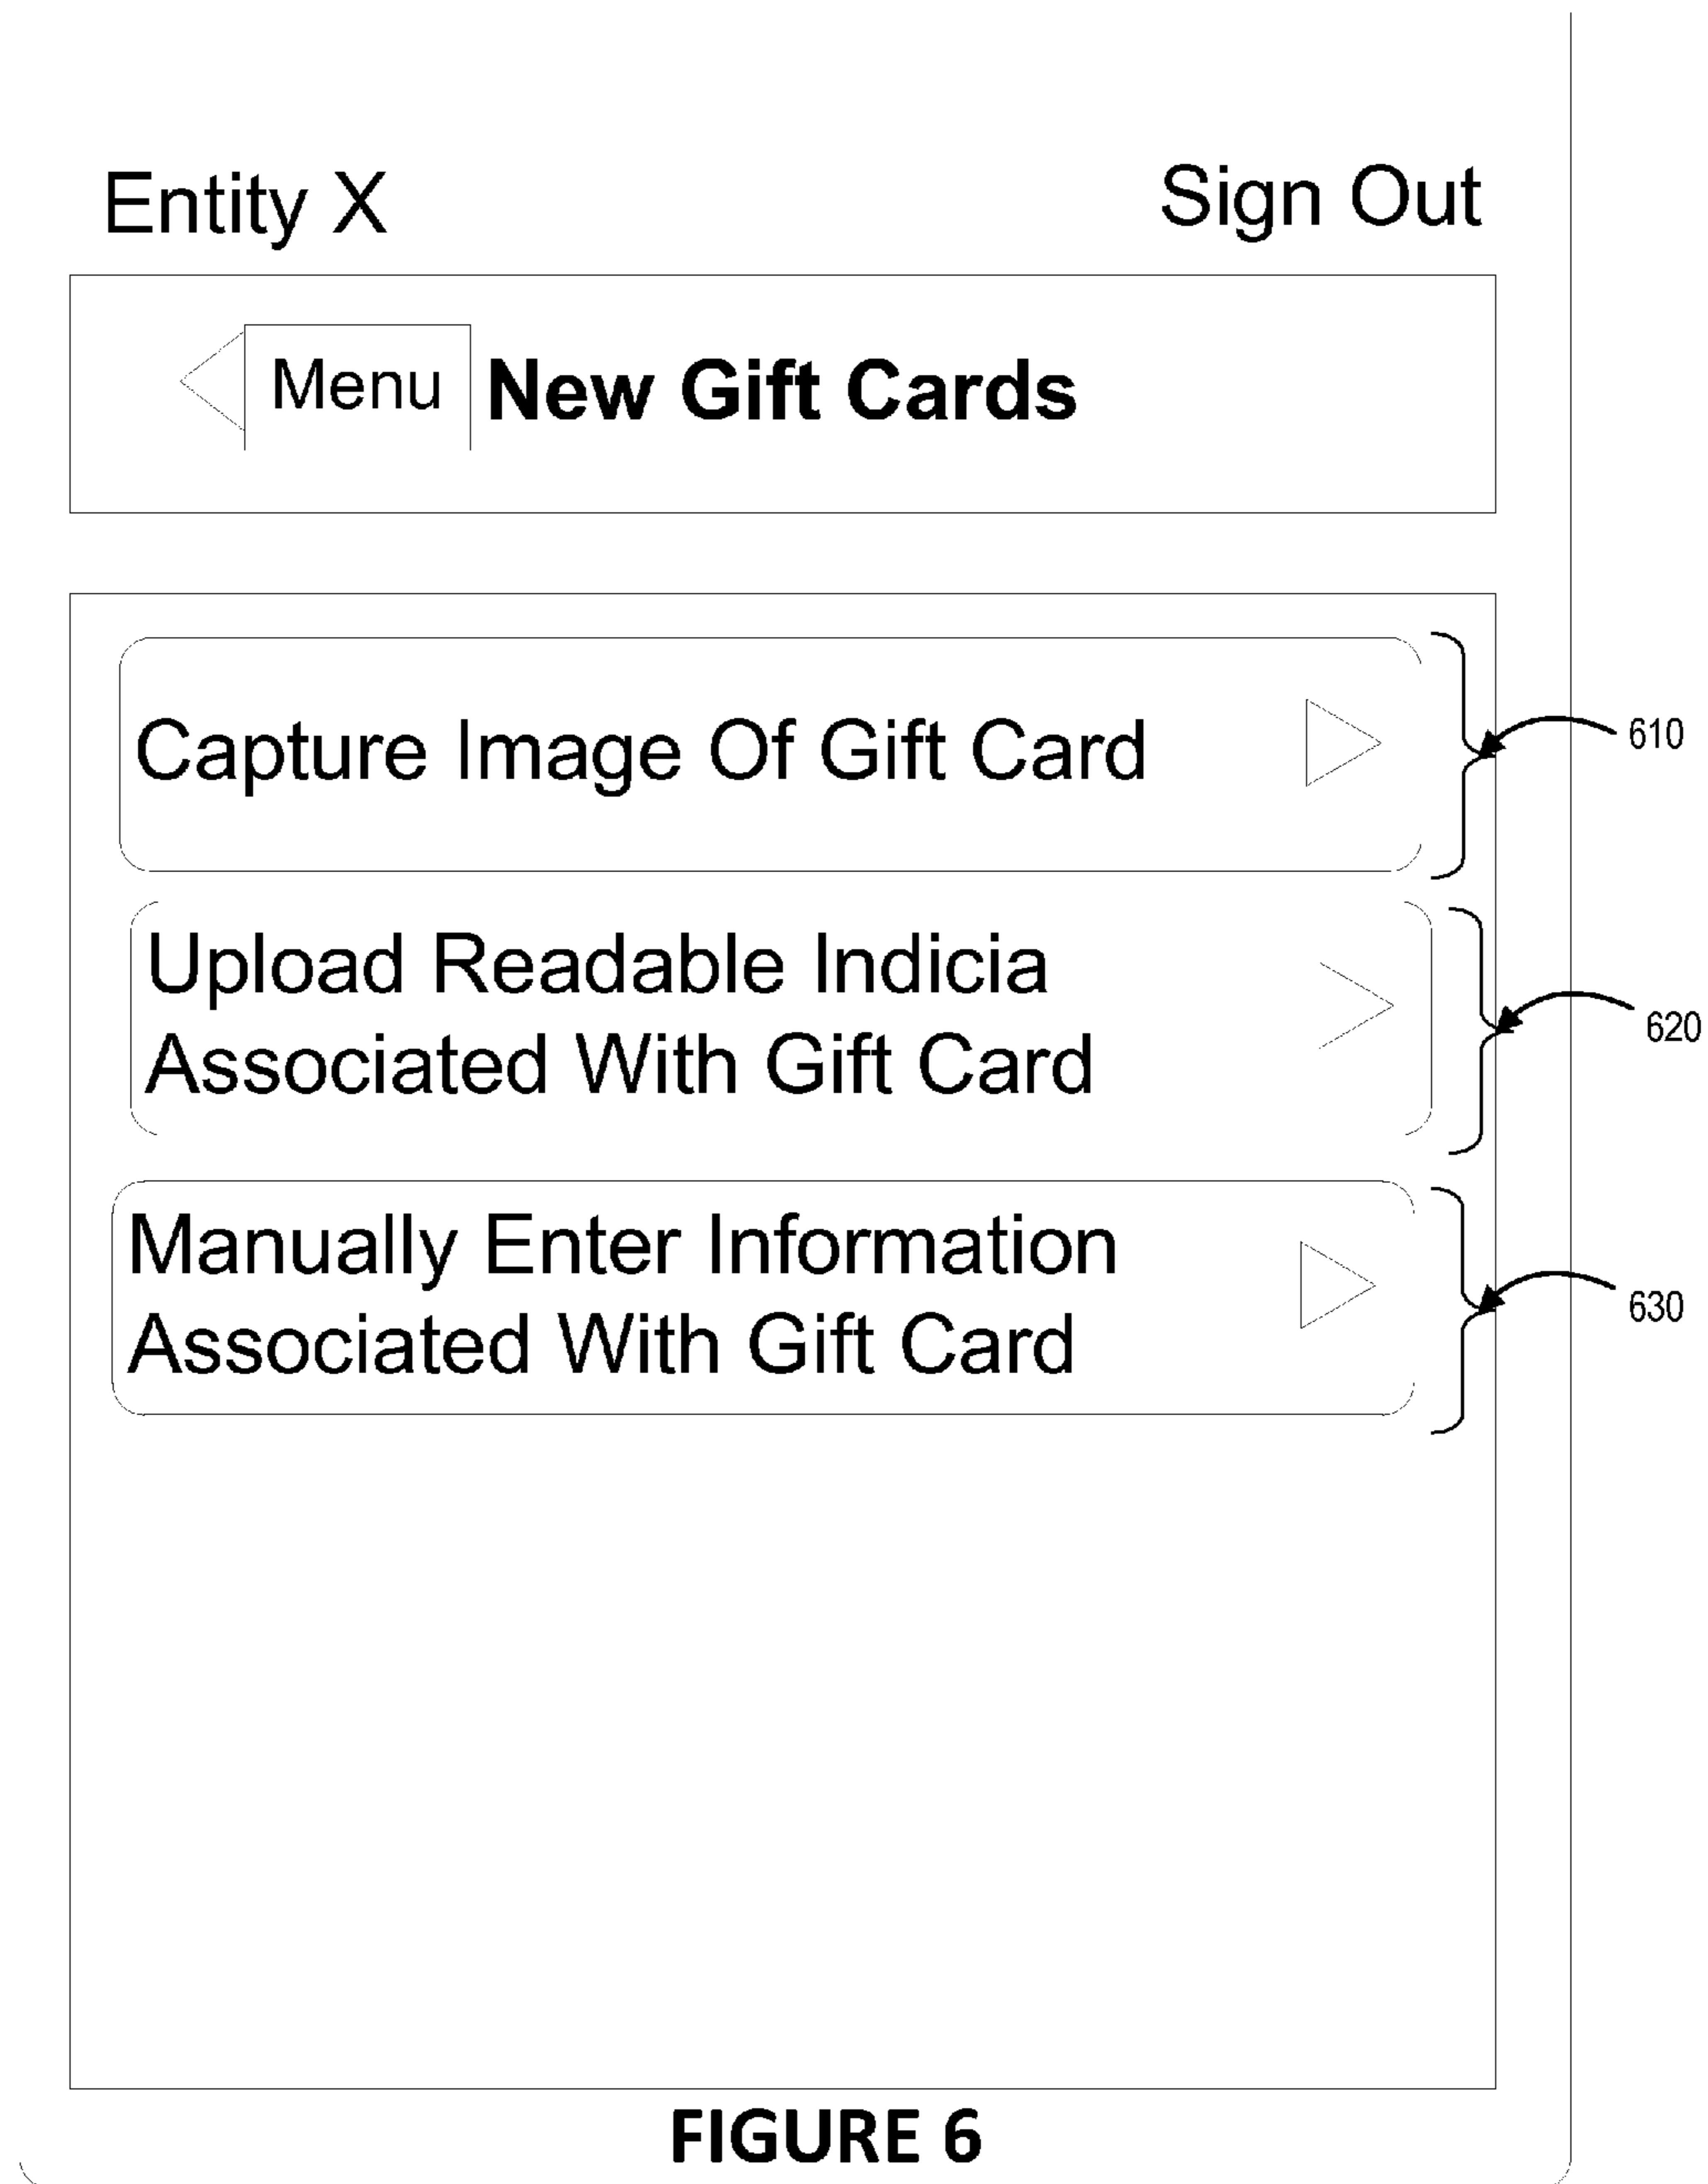 Entity X Sign Out
Menu New Gift Cards
Capture Image Of Gift Card
610
Upload Readable Indicia
Associated With Gift Card
620
Manually Enter Information
Associated With Gift Card
630
FIGURE 6